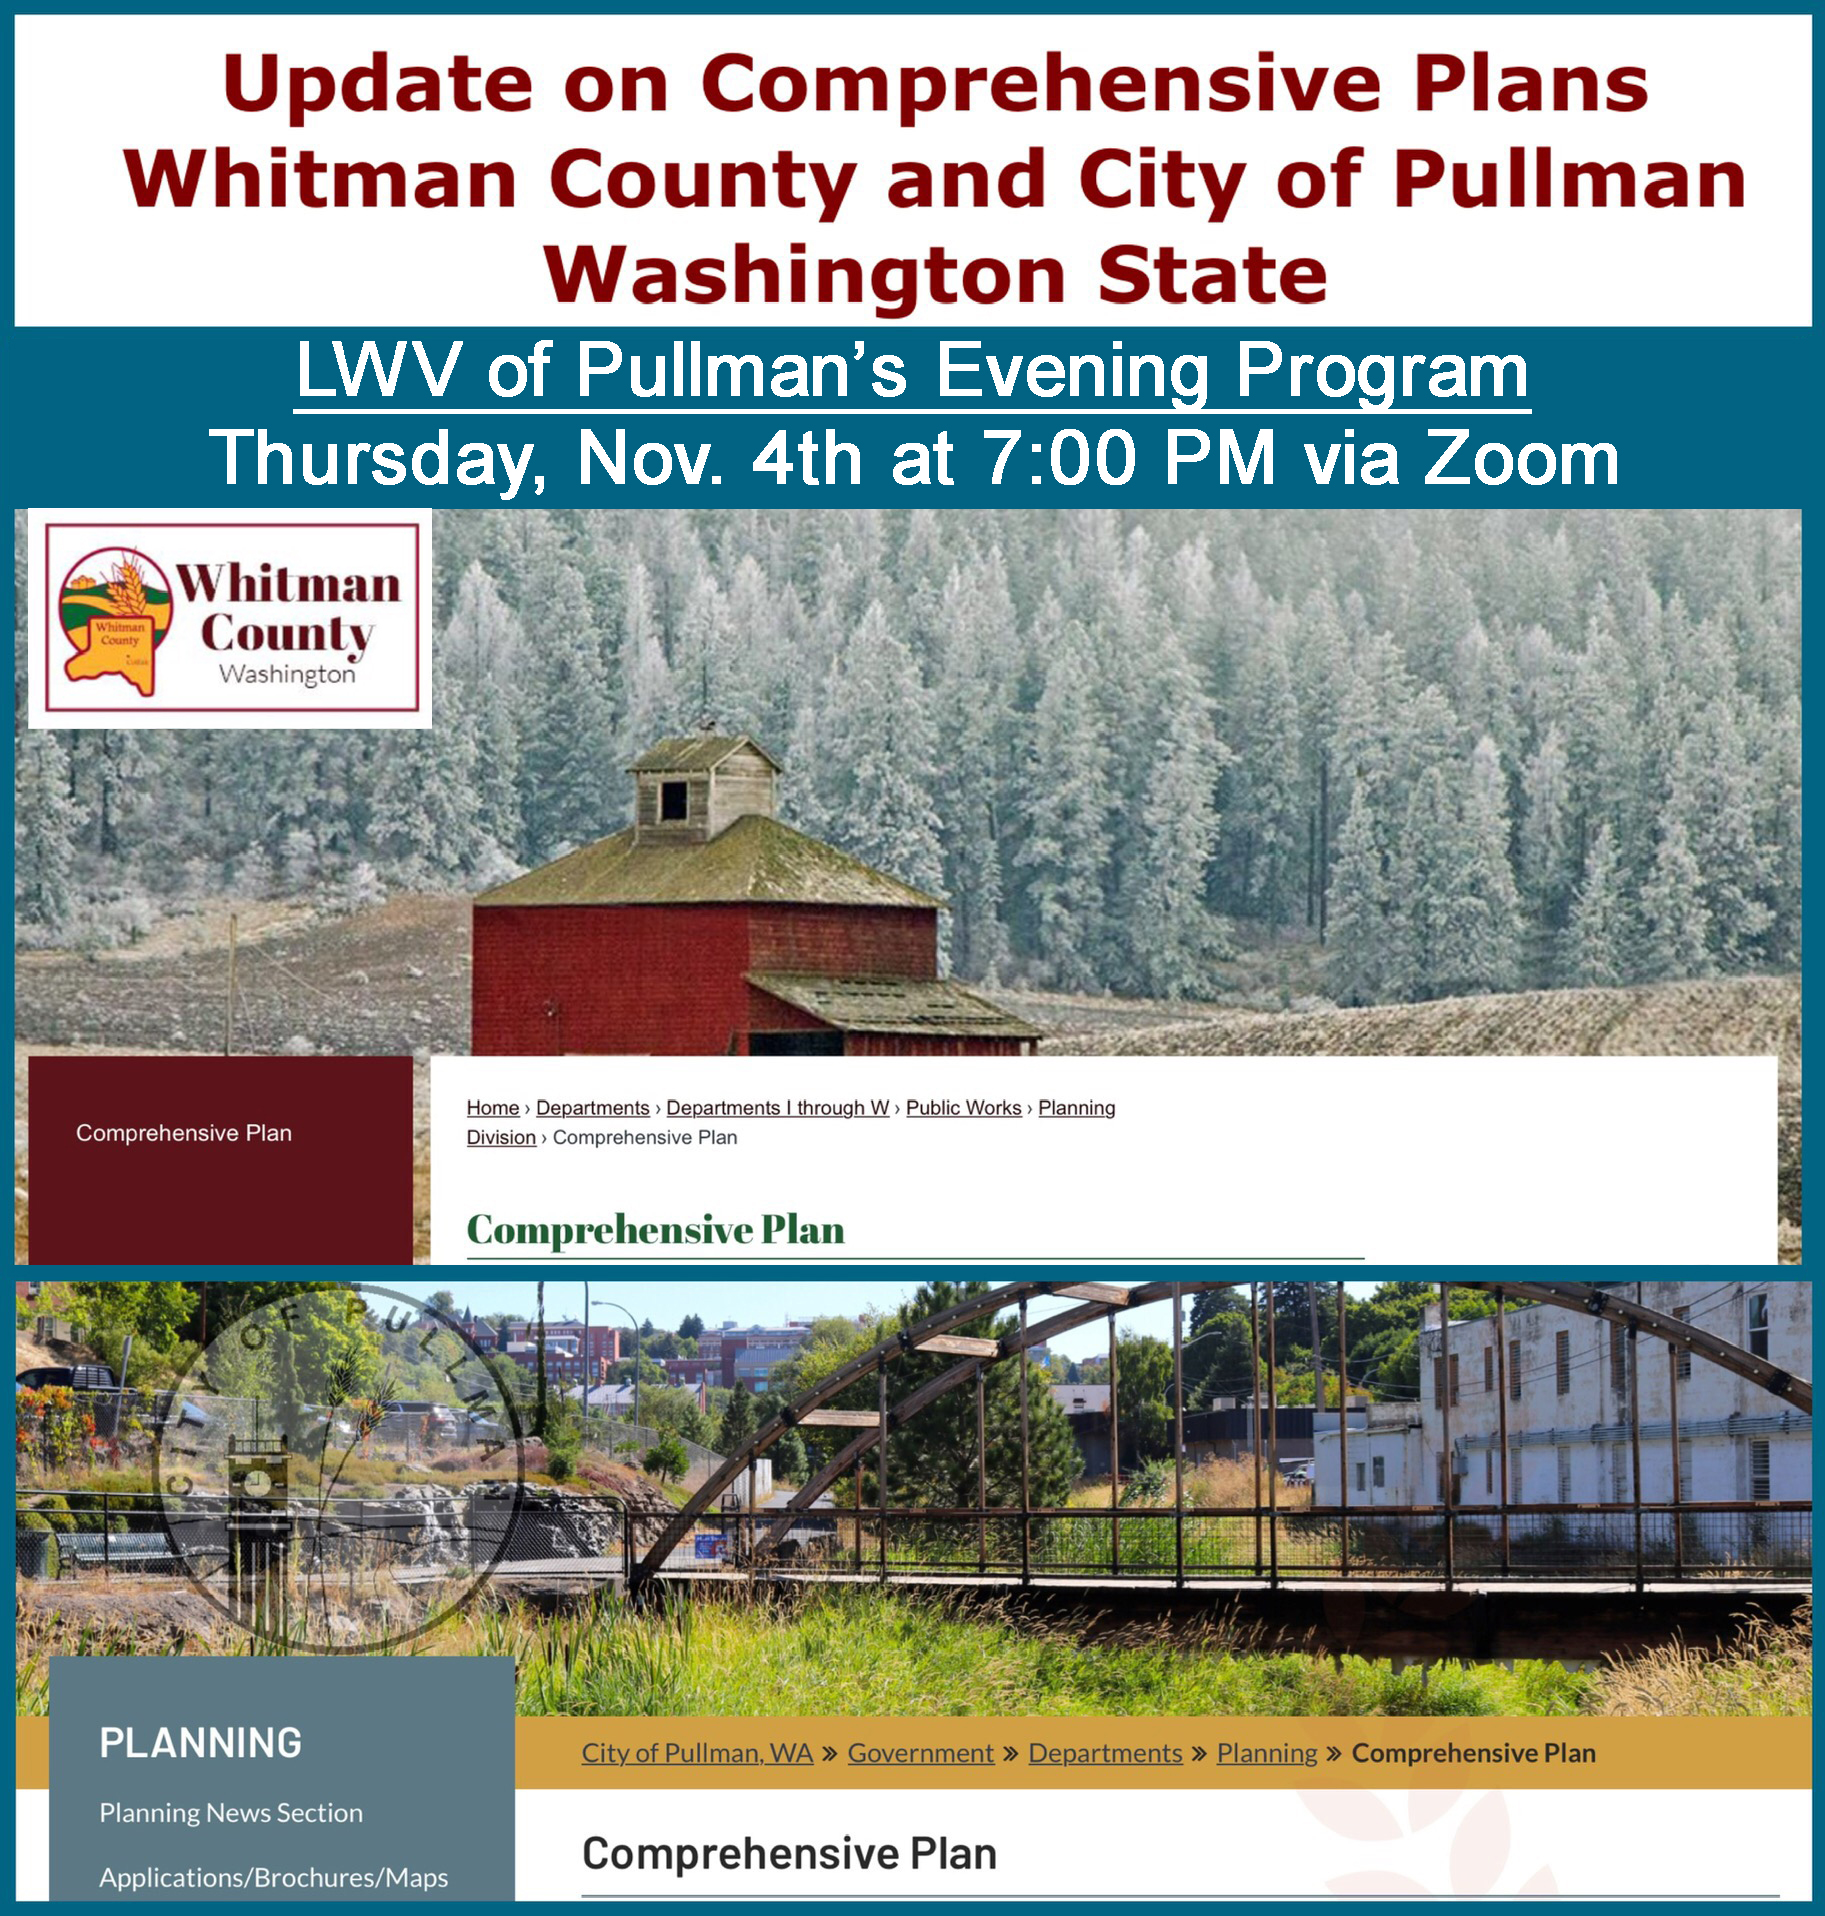 Update on Comprehensive Plans
Whitman County and City of Pullman
Washington State
LWV of Pullman’s Evening Program
Thursday, Nov. 4th at 7:00 PM via Zoom
Whitman
County
Washington
Whitman
County
Colfax
Comprehensive Plan
Home › Departments › Departments I through W › Public Works › Planning
Division › Comprehensive Plan
Comprehensive Plan
CITY OF PULLMAN
PLANNING
Planning News Section
Applications/Brochures/Maps
City of Pullman, WA » Government » Departments » Planning » Comprehensive Plan
Comprehensive Plan